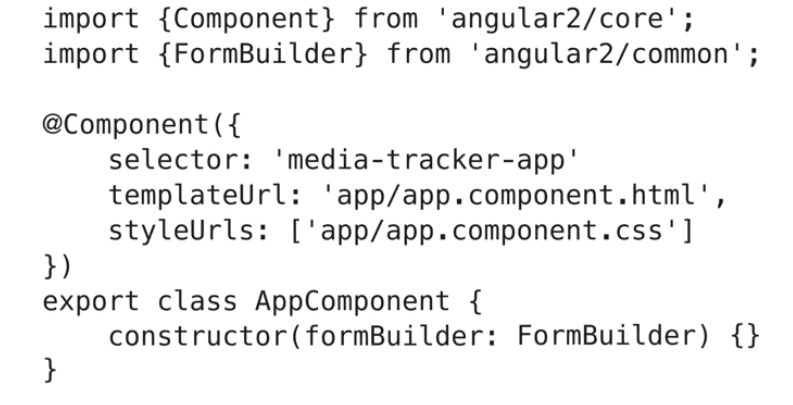 import {Component} from 'angular2/core';
import {FormBuilder} from 'angular2/common';

@Component({
    selector: 'media-tracker-app'
    templateUrl: 'app/app.component.html',
    styleUrls: ['app/app.component.css']
})
export class AppComponent {
    constructor(formBuilder: FormBuilder) {}
}